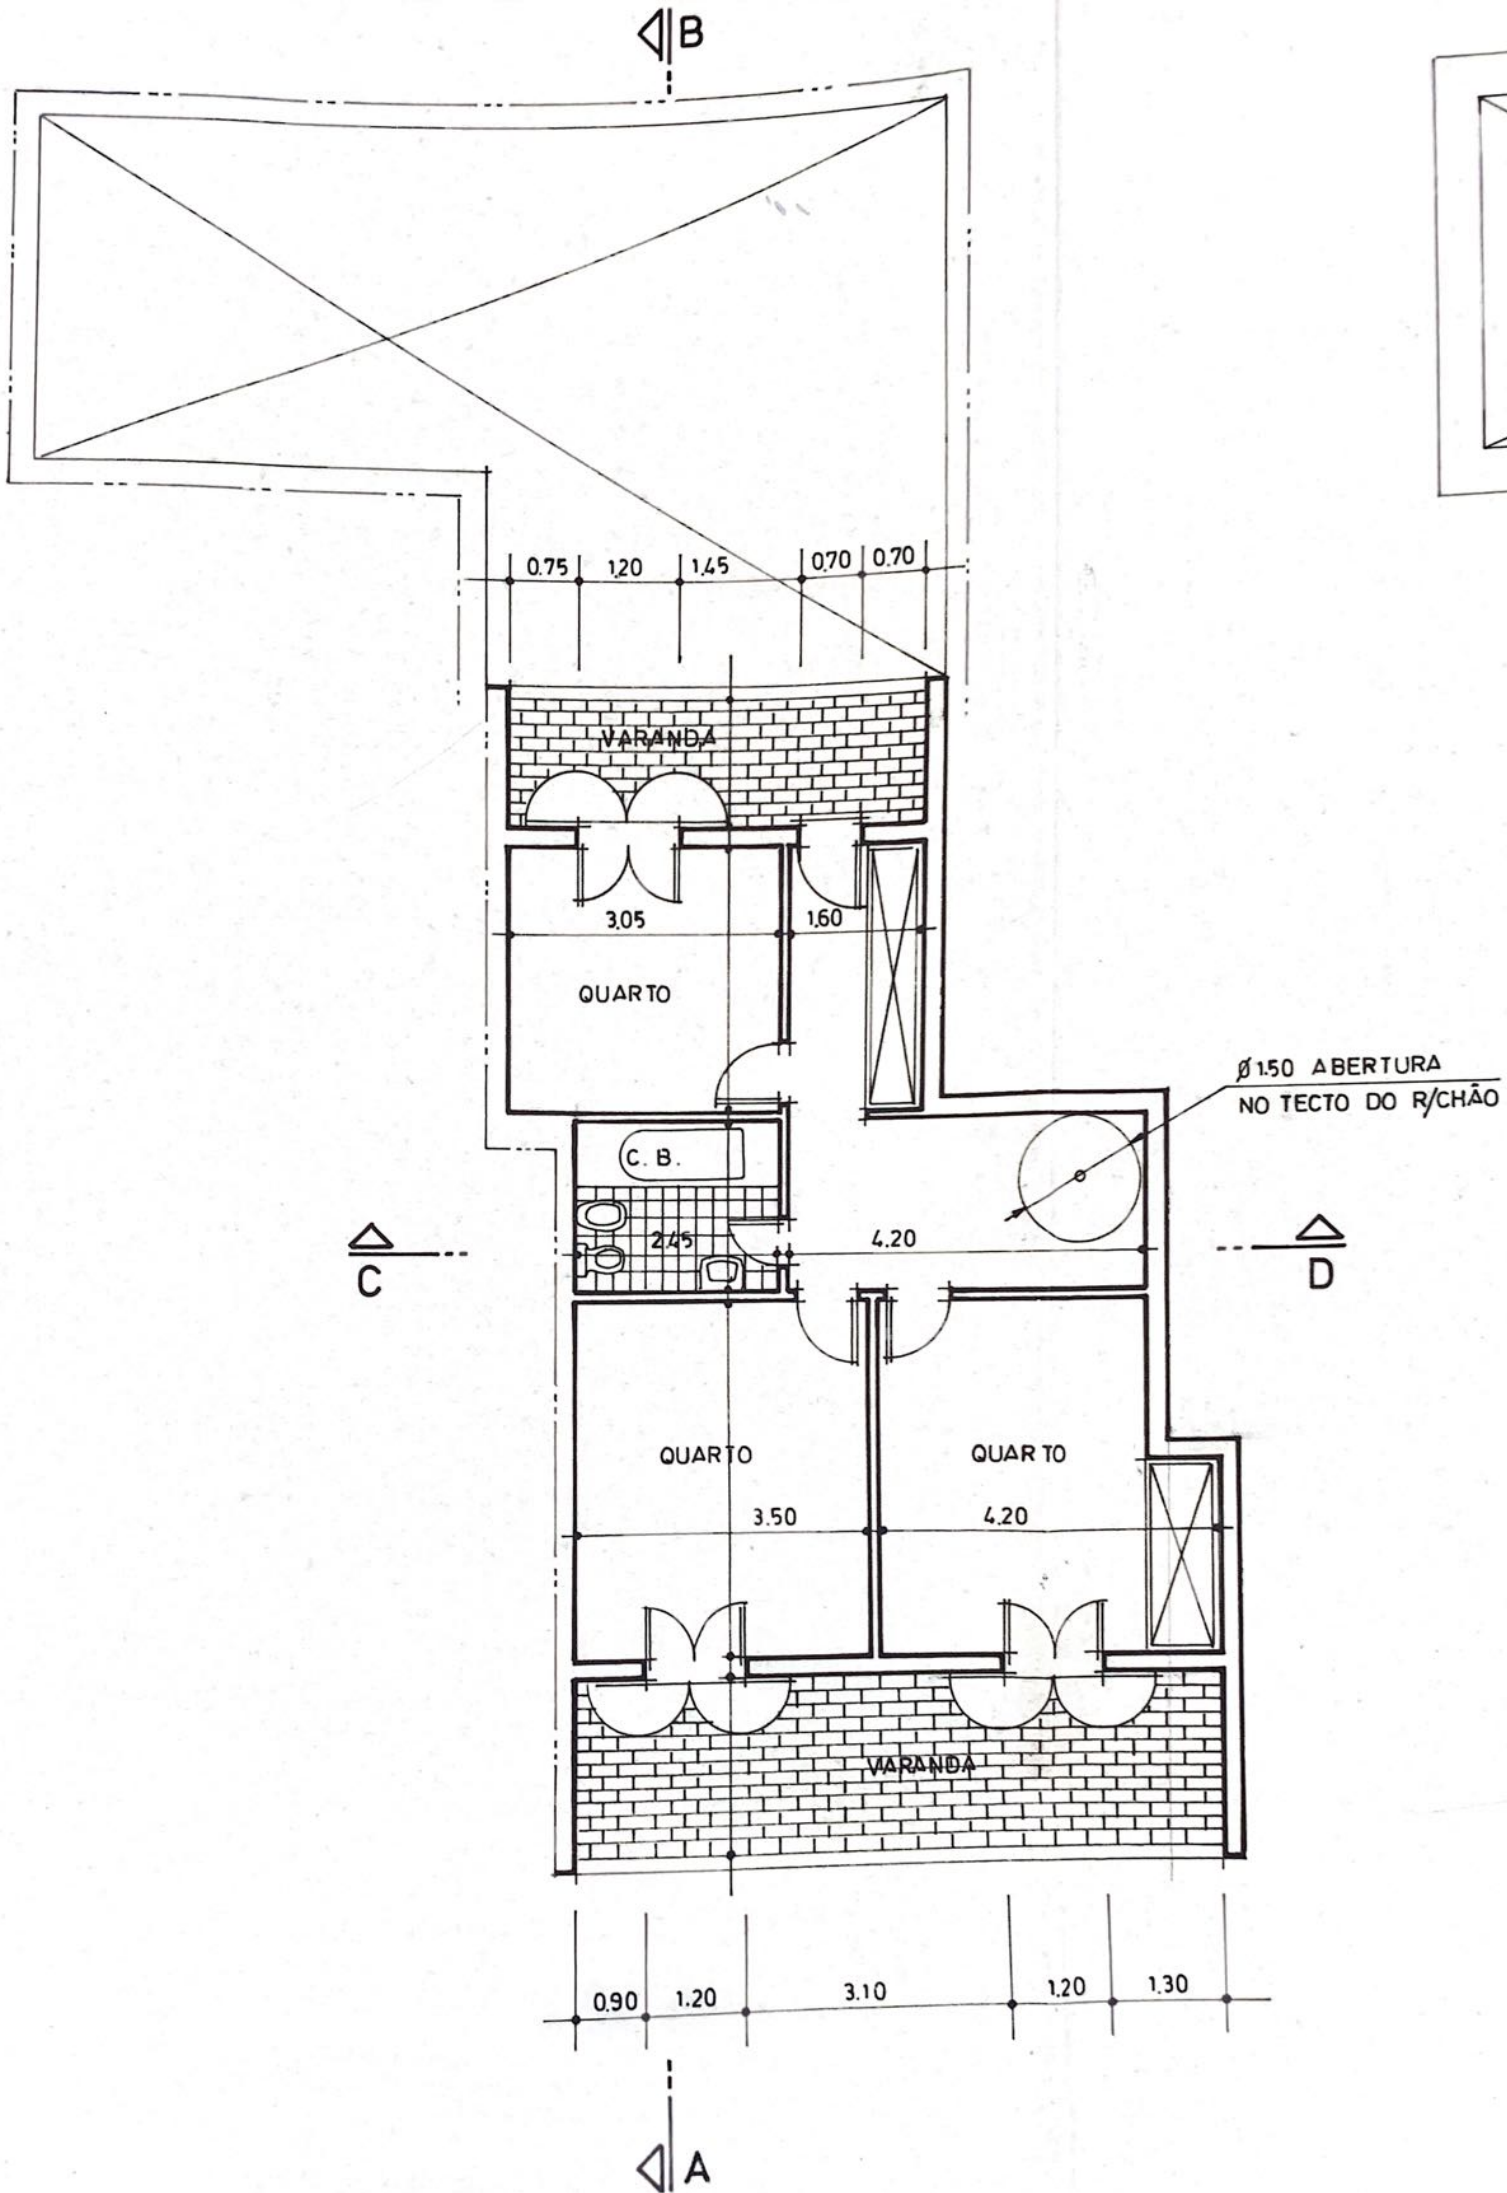 B
0.75 1.20 1.45 0.70 0.70
VARANDA
3.05 1.60
QUARTO
Ø 1.50 ABERTURA
NO TECTO DO R/CHÃO
C. B.
2.45 4.20
C
D
QUARTO QUARTO
3.50 4.20
VARANDA
0.90 1.20 3.10 1.20 1.30
A